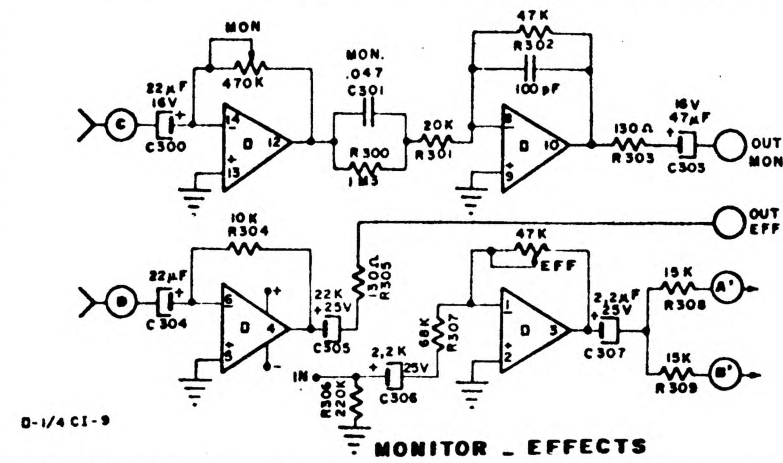 47K
R302
MON
MON.
.047
C301
22µF
16V
470K
100pF
16V
47µF
C
+
14
-
D
12
+
13
C300
R300
1M3
20K
R301
8
-
D
10
+
9
130Ω
R303
+
C303
OUT
MON
10K
R304
OUT
EFF
47K
EFF
22µF
D
+
C304
6
-
+
D
4
+
5
-
22K
+25V
C305
130Ω
R305
68K
R307
1
-
D
3
+
2
2,2µF
+25V
C307
15K
R308
A'
2,2K
+
25V
C306
IN
R306
220K
15K
R309
B'
D-1/4 CI-9
MONITOR _ EFFECTS